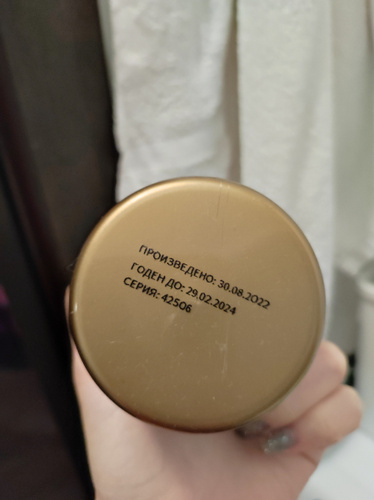 ПРОИЗВЕДЕНО: 30.08.2022
ГОДЕН ДО: 29.02.2024
СЕРИЯ: 42506